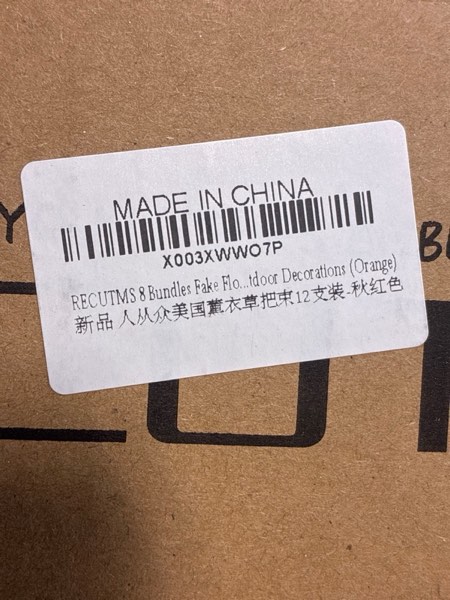 MADE IN CHINA
X003XWWO7P
RECUTMS 8 Bundles Fake Flo...tdoor Decorations (Orange)
新品 人从众美国薰衣草把束12支装-秋红色